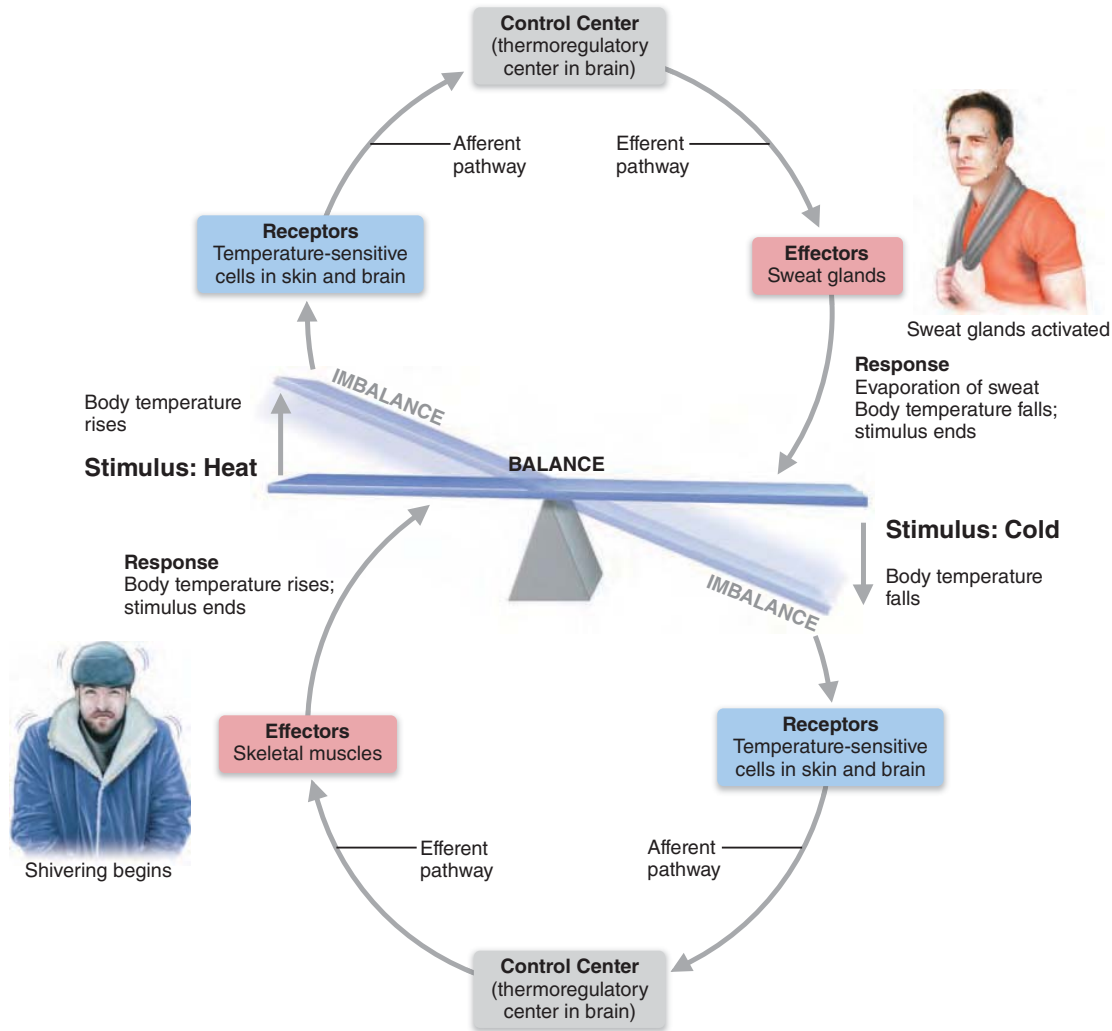 Control Center
(thermoregulatory
center in brain)
Afferent
pathway
Efferent
pathway
Receptors
Temperature-sensitive
cells in skin and brain
Effectors
Sweat glands
Sweat glands activated
Response
Evaporation of sweat
Body temperature falls;
stimulus ends
IMBALANCE
Body temperature
rises
Stimulus: Heat
BALANCE
Stimulus: Cold
Body temperature
falls
IMBALANCE
Response
Body temperature rises;
stimulus ends
Effectors
Skeletal muscles
Shivering begins
Receptors
Temperature-sensitive
cells in skin and brain
Efferent
pathway
Afferent
pathway
Control Center
(thermoregulatory
center in brain)